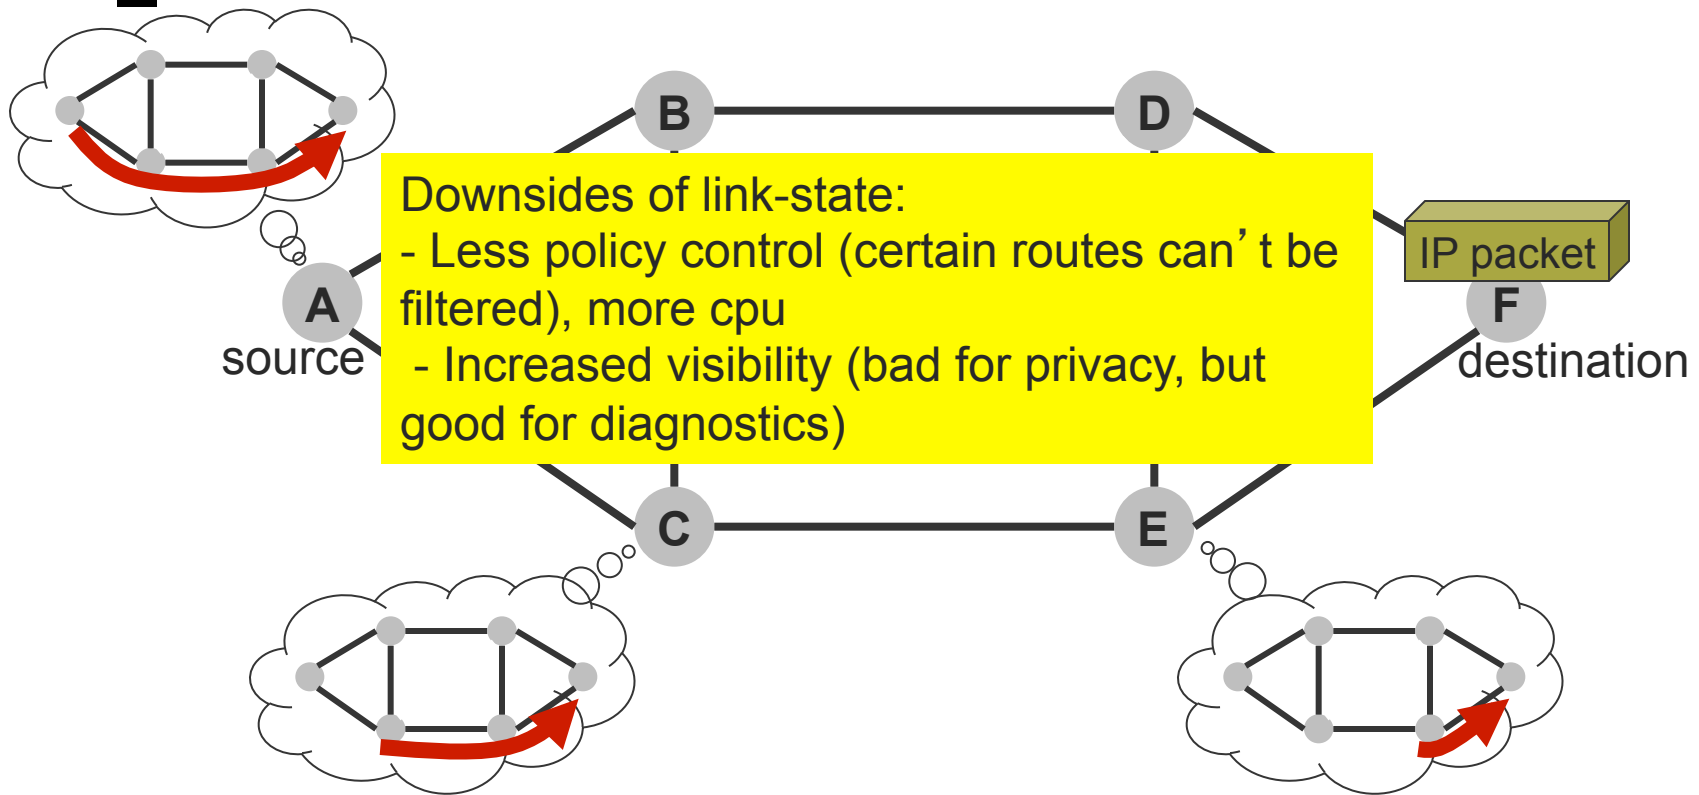 B
D
Downsides of link-state:
- Less policy control (certain routes can’t be
filtered), more cpu
- Increased visibility (bad for privacy, but
good for diagnostics)
IP packet
A
source
F
destination
C
E